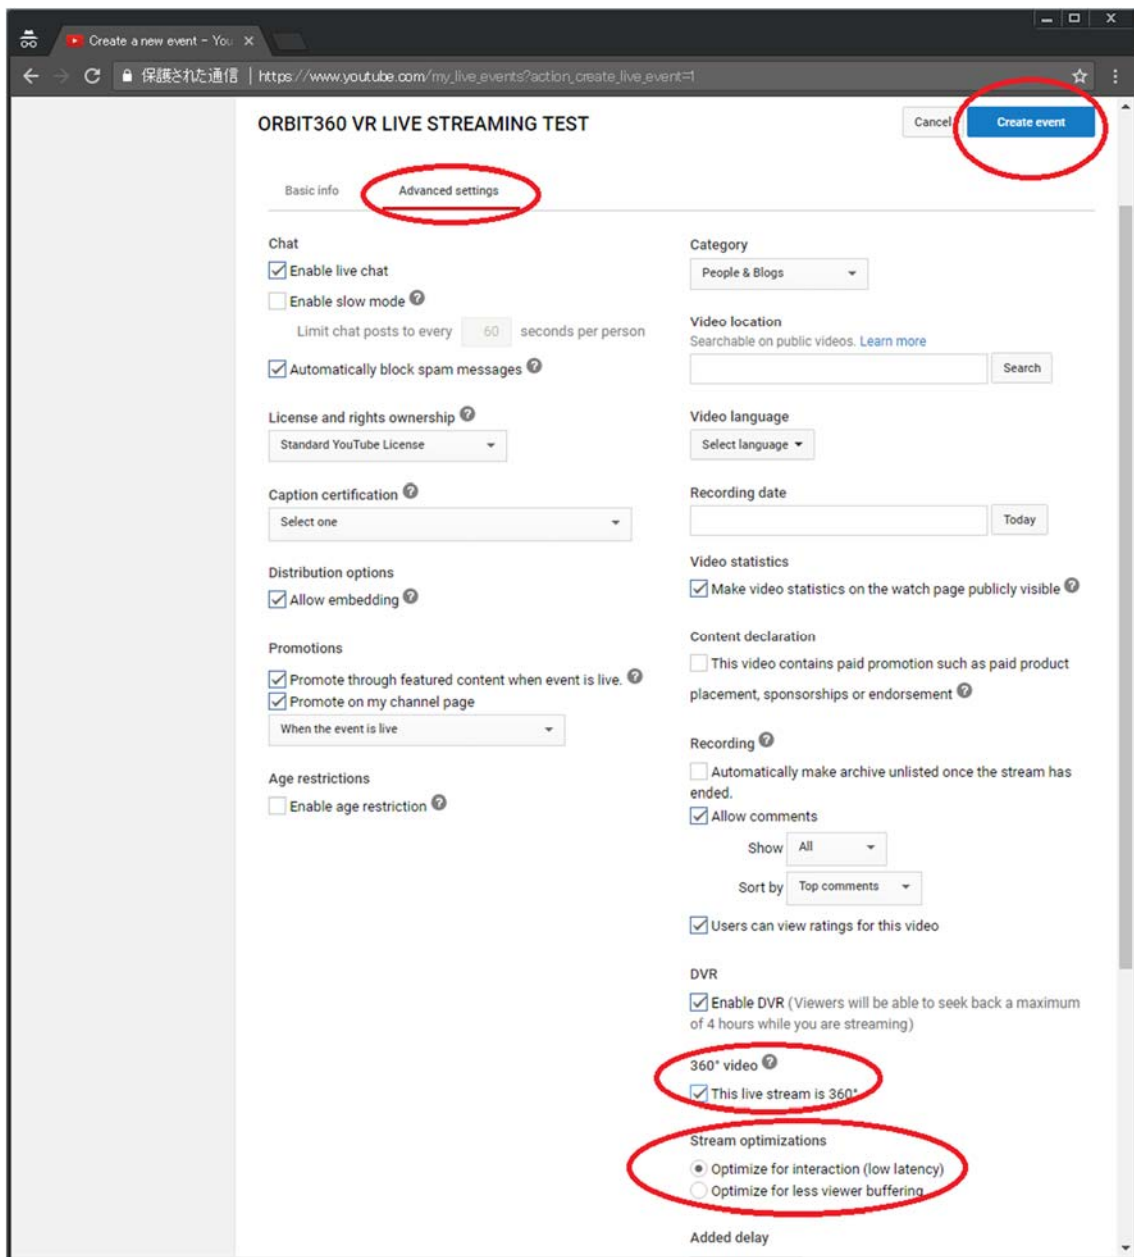 Create a new event - You
保護された通信 | https://www.youtube.com/my_live_events?action_create_live_event=1
ORBIT360 VR LIVE STREAMING TEST
Cancel
Create event
Basic info
Advanced settings
Chat
Enable live chat
Enable slow mode ?
Limit chat posts to every 60 seconds per person
Automatically block spam messages ?
License and rights ownership ?
Standard YouTube License
Caption certification ?
Select one
Distribution options
Allow embedding ?
Promotions
Promote through featured content when event is live. ?
Promote on my channel page
When the event is live
Age restrictions
Enable age restriction ?
Category
People & Blogs
Video location
Searchable on public videos. Learn more
Search
Video language
Select language
Recording date
Today
Video statistics
Make video statistics on the watch page publicly visible ?
Content declaration
This video contains paid promotion such as paid product
placement, sponsorships or endorsement ?
Recording ?
Automatically make archive unlisted once the stream has
ended.
Allow comments
Show All
Sort by Top comments
Users can view ratings for this video
DVR
Enable DVR (Viewers will be able to seek back a maximum
of 4 hours while you are streaming)
360° video ?
This live stream is 360°
Stream optimizations
Optimize for interaction (low latency)
Optimize for less viewer buffering
Added delay